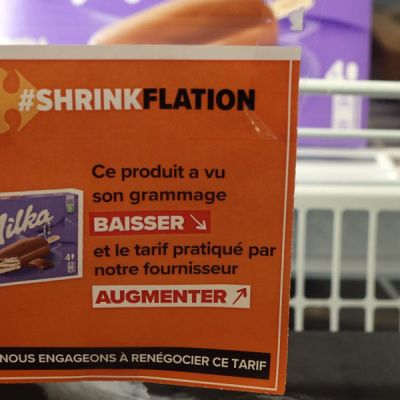 #SHRINKFLATION
Ce produit a vu
son grammage
BAISSER ↘
et le tarif pratiqué par
notre fournisseur
AUGMENTER ↗
Milka
4
NOUS ENGAGEONS À RENÉGOCIER CE TARIF